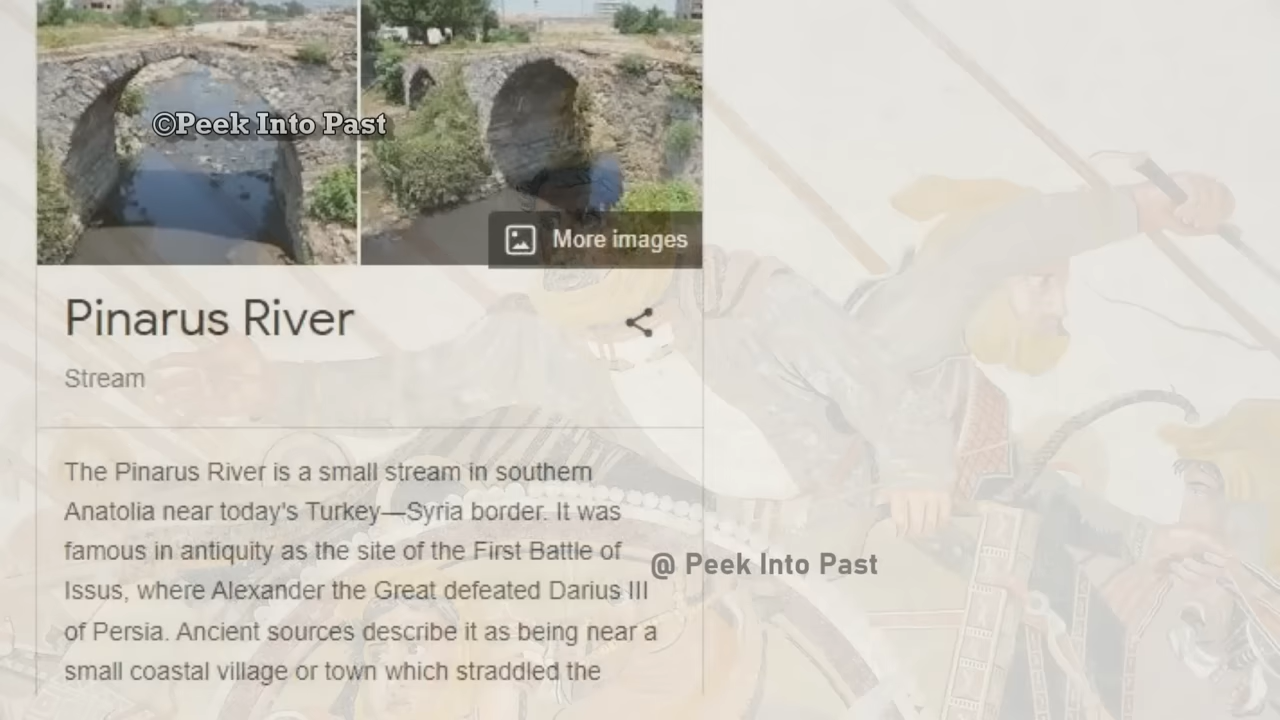 ©Peek Into Past
More images
Pinarus River
Stream
The Pinarus River is a small stream in southern
Anatolia near today's Turkey—Syria border. It was
famous in antiquity as the site of the First Battle of
Issus, where Alexander the Great defeated Darius III
of Persia. Ancient sources describe it as being near a
small coastal village or town which straddled the
@ Peek Into Past